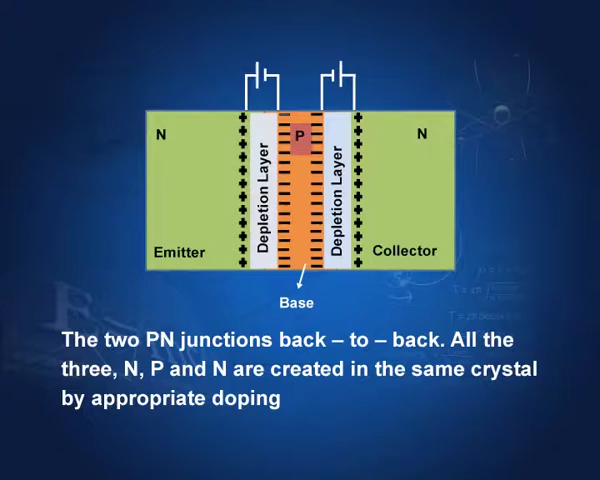 N
P
N
Depletion Layer
Depletion Layer
Emitter
Collector
Base
The two PN junctions back – to – back. All the
three, N, P and N are created in the same crystal
by appropriate doping